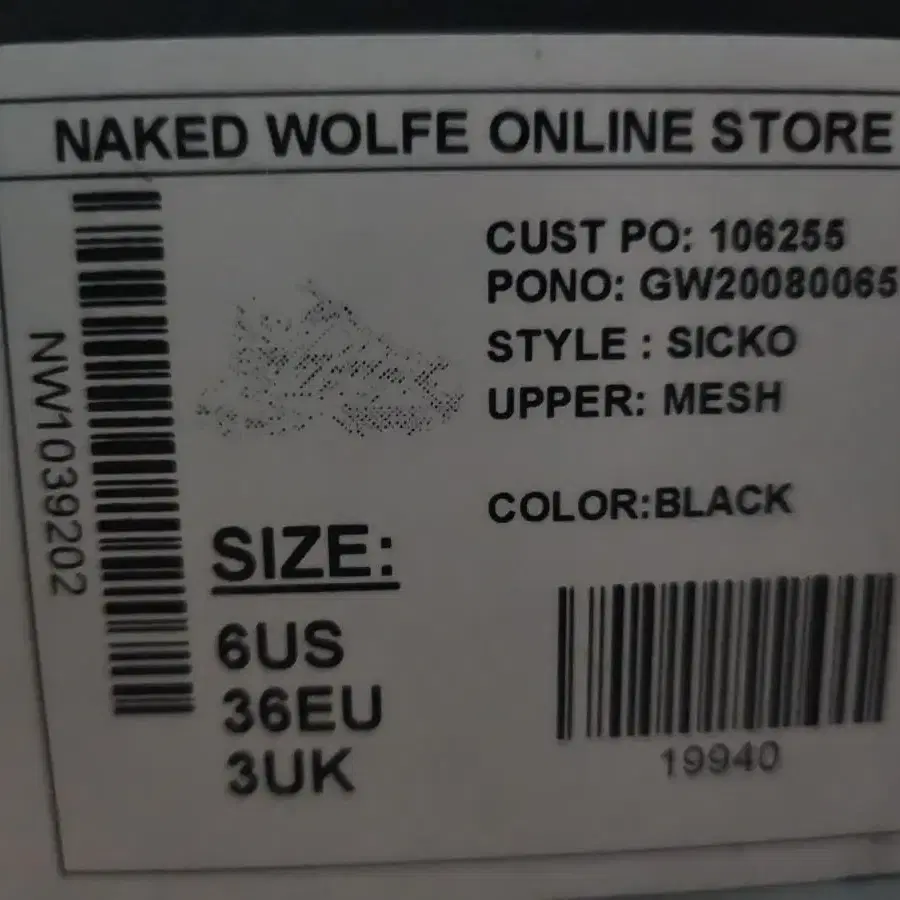 NAKED WOLFE ONLINE STORE
NW1039202
CUST PO: 106255
PONO: GW20080065
STYLE : SICKO
UPPER: MESH
COLOR:BLACK
SIZE:
6US
36EU
3UK
19940